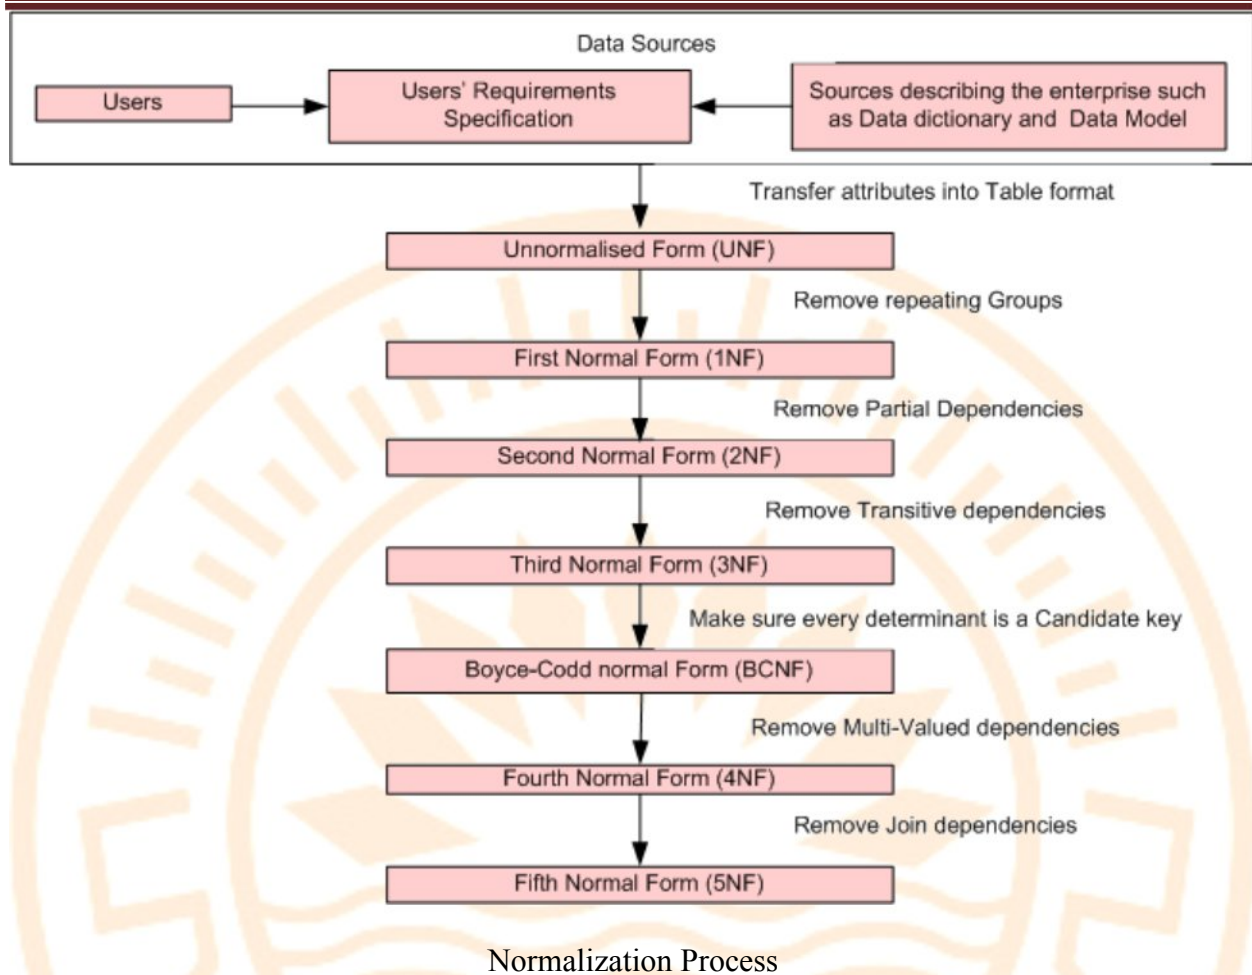 Data Sources
Users
Users' Requirements
Specification
Sources describing the enterprise such
as Data dictionary and Data Model
Transfer attributes into Table format
Unnormalised Form (UNF)
Remove repeating Groups
First Normal Form (1NF)
Remove Partial Dependencies
Second Normal Form (2NF)
Remove Transitive dependencies
Third Normal Form (3NF)
Make sure every determinant is a Candidate key
Boyce-Codd normal Form (BCNF)
Remove Multi-Valued dependencies
Fourth Normal Form (4NF)
Remove Join dependencies
Fifth Normal Form (5NF)
Normalization Process